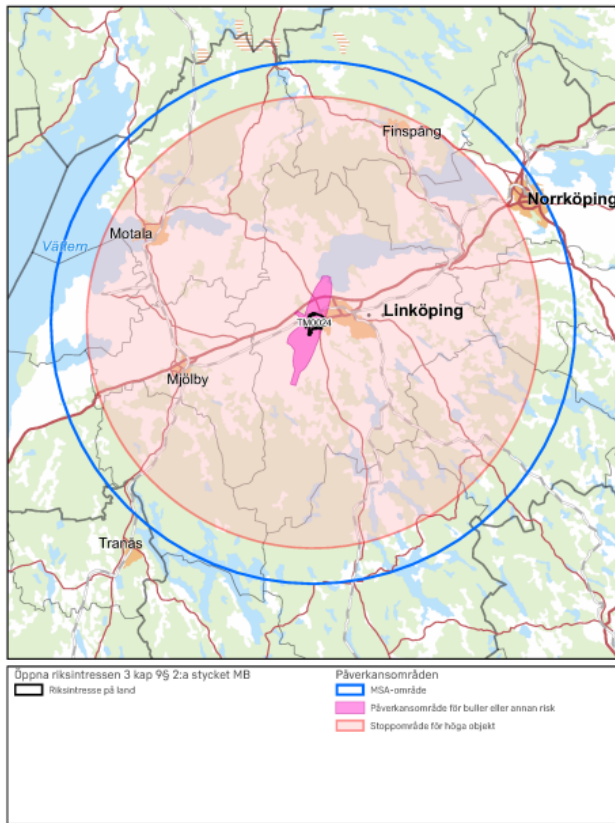 Finspång
Norrköping
Motala
Vättern
Linköping
TM0024
Mjölby
Tranås
Öppna riksintressen 3 kap 9§ 2:a stycket MB
Riksintresse på land
Påverkansområden
MSA-område
Påverkansområde för buller eller annan risk
Stoppområde för höga objekt